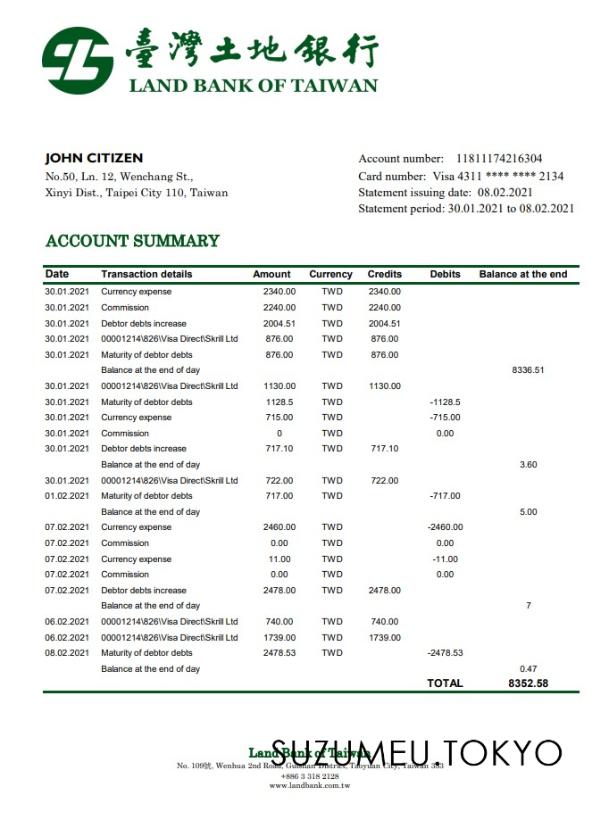 臺灣土地銀行
LAND BANK OF TAIWAN
JOHN CITIZEN
No.50, Ln. 12, Wenchang St.,
Xinyi Dist., Taipei City 110, Taiwan
Account number: 11811174216304
Card number: Visa 4311 **** **** 2134
Statement issuing date: 08.02.2021
Statement period: 30.01.2021 to 08.02.2021
ACCOUNT SUMMARY
Date Transaction details Amount Currency Credits Debits Balance at the end
30.01.2021 Currency expense 2340.00 TWD 2340.00
30.01.2021 Commission 2240.00 TWD 2240.00
30.01.2021 Debtor debts increase 2004.51 TWD 2004.51
30.01.2021 00001214\826\Visa Direct\Skrill Ltd 876.00 TWD 876.00
30.01.2021 Maturity of debtor debts 876.00 TWD 876.00
Balance at the end of day 8336.51
30.01.2021 00001214\826\Visa Direct\Skrill Ltd 1130.00 TWD 1130.00
30.01.2021 Maturity of debtor debts 1128.5 TWD -1128.5
30.01.2021 Currency expense 715.00 TWD -715.00
30.01.2021 Commission 0 TWD 0.00
30.01.2021 Debtor debts increase 717.10 TWD 717.10
Balance at the end of day 3.60
30.01.2021 00001214\826\Visa Direct\Skrill Ltd 722.00 TWD 722.00
01.02.2021 Maturity of debtor debts 717.00 TWD -717.00
Balance at the end of day 5.00
07.02.2021 Currency expense 2460.00 TWD -2460.00
07.02.2021 Commission 0.00 TWD 0.00
07.02.2021 Currency expense 11.00 TWD -11.00
07.02.2021 Commission 0.00 TWD 0.00
07.02.2021 Debtor debts increase 2478.00 TWD 2478.00
Balance at the end of day 7
06.02.2021 00001214\826\Visa Direct\Skrill Ltd 740.00 TWD 740.00
06.02.2021 00001214\826\Visa Direct\Skrill Ltd 1739.00 TWD 1739.00
08.02.2021 Maturity of debtor debts 2478.53 TWD -2478.53
Balance at the end of day 0.47
TOTAL 8352.58
Land Bank of Taiwan
SUZUMEU.TOKYO
No. 109號, Wenhua 2nd Road, Guishan District, Taoyuan City, Taiwan 333
+886 3 318 2128
www.landbank.com.tw